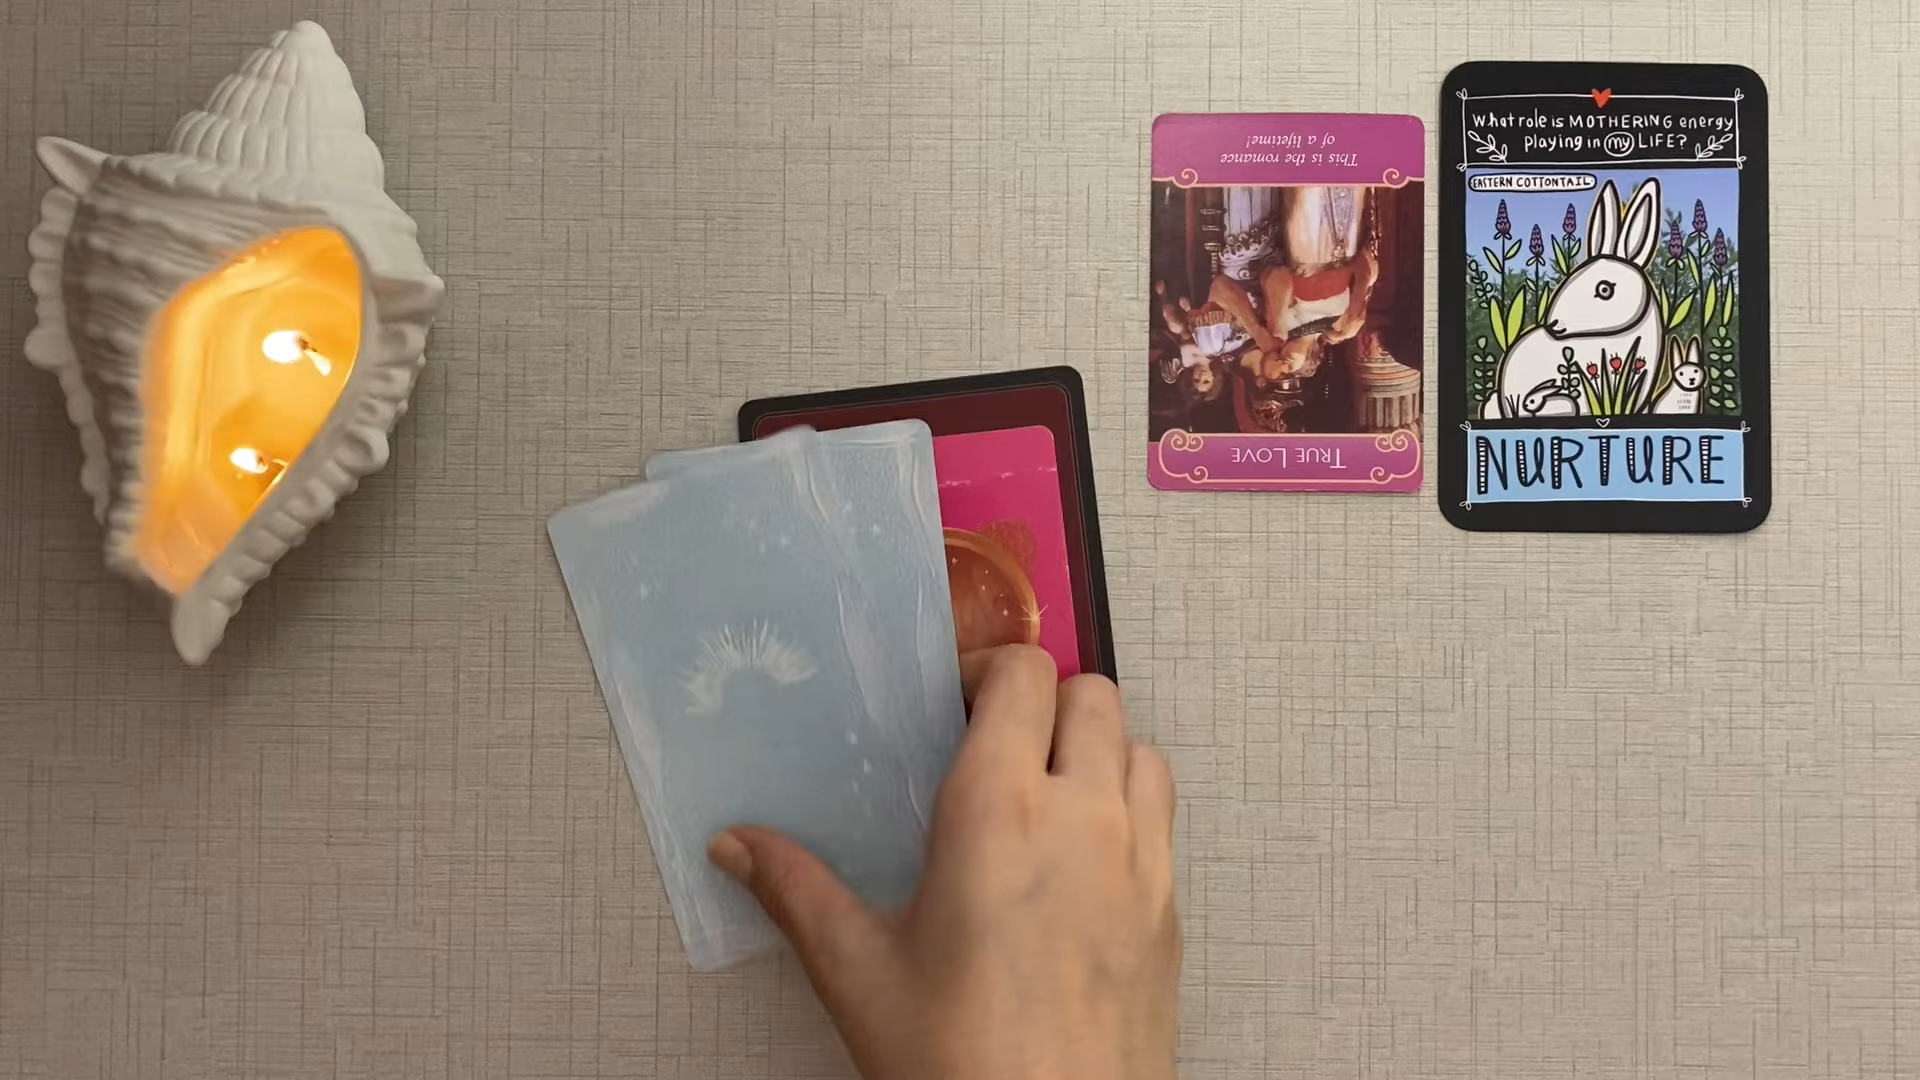 This is the romance
of a lifetime!
TRUE LOVE
What role is MOTHERING energy
playing in my LIFE?
EASTERN COTTONTAIL
NURTURE